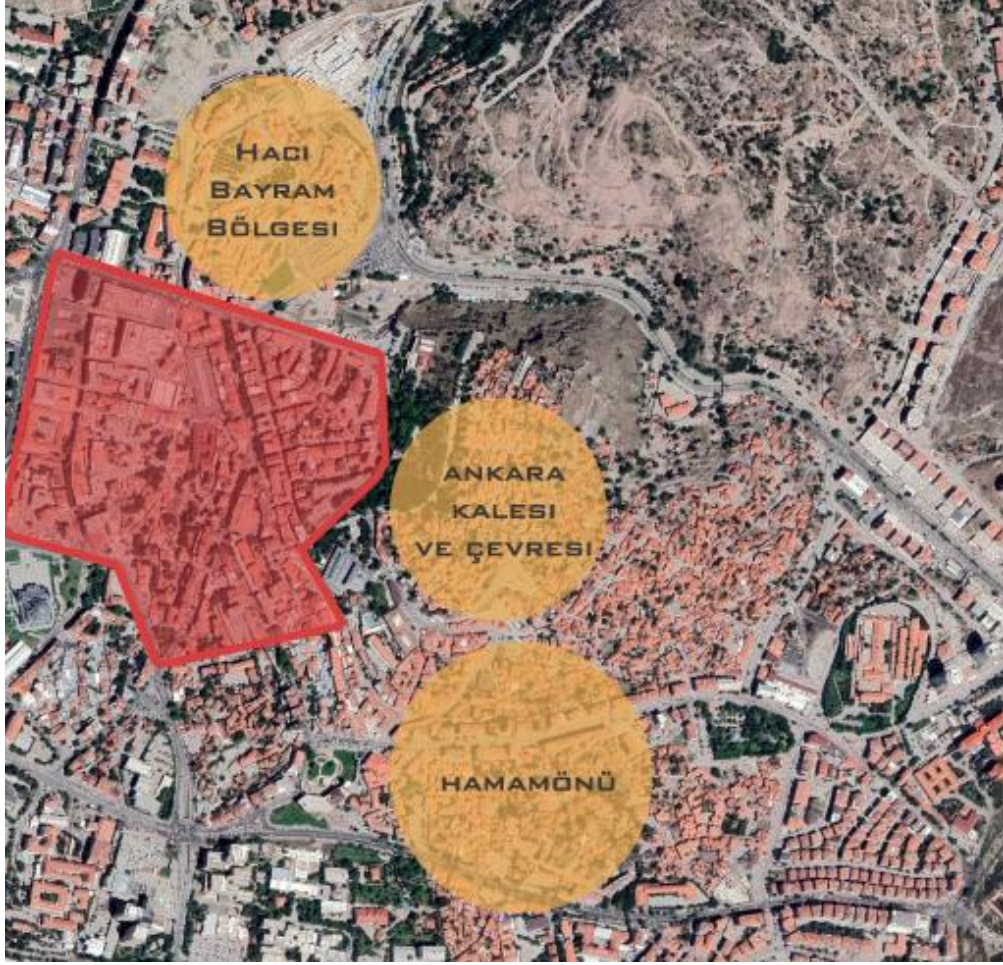 HACI
BAYRAM
BÖLGESI
ANKARA
KALESI
VE ÇEVRESI
HAMAMÖNÜ